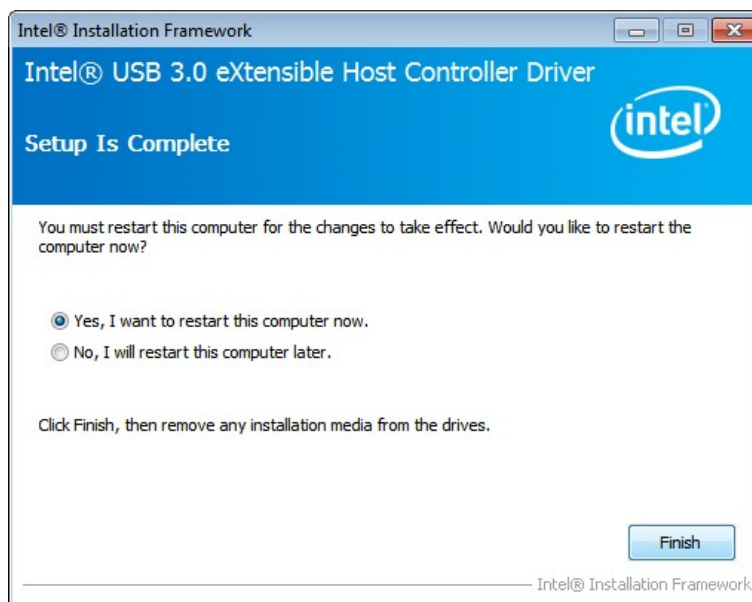 Intel® Installation Framework
Intel® USB 3.0 eXtensible Host Controller Driver
intel
Setup Is Complete
You must restart this computer for the changes to take effect. Would you like to restart the
computer now?
Yes, I want to restart this computer now.
No, I will restart this computer later.
Click Finish, then remove any installation media from the drives.
Finish
Intel® Installation Framework